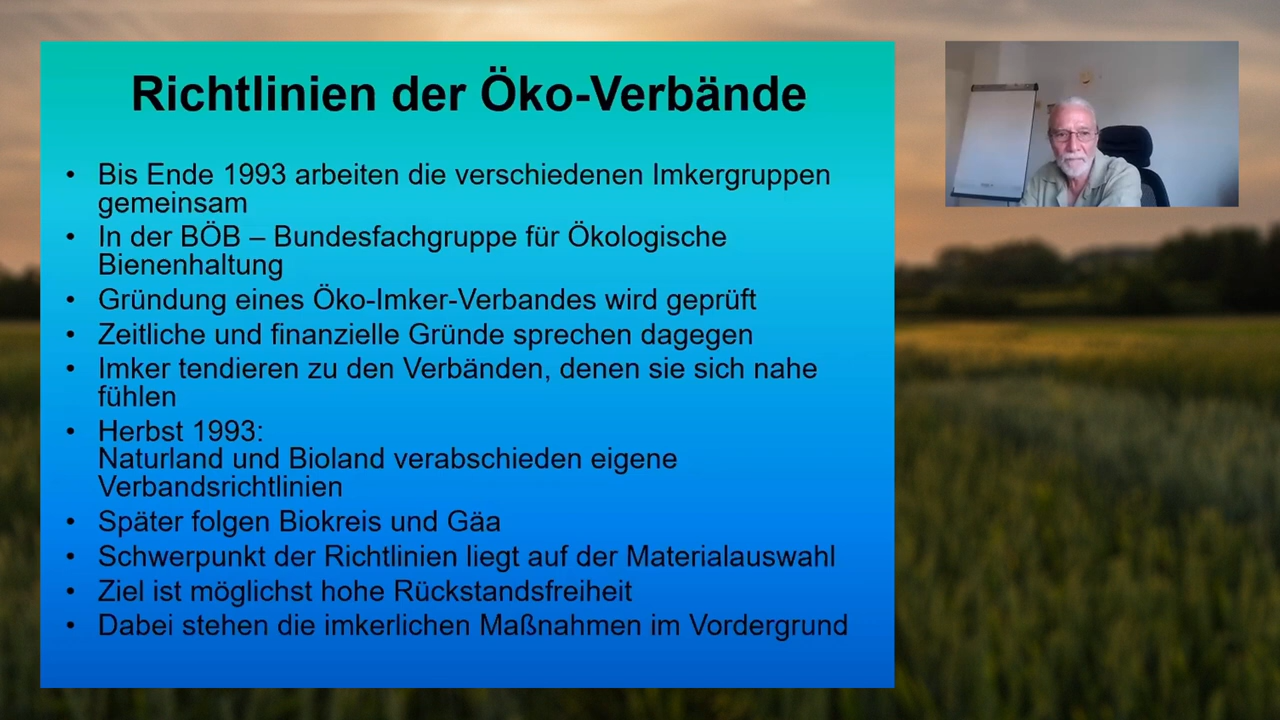 Richtlinien der Öko-Verbände
• Bis Ende 1993 arbeiten die verschiedenen Imkergruppen
gemeinsam
• In der BÖB – Bundesfachgruppe für Ökologische
Bienenhaltung
• Gründung eines Öko-Imker-Verbandes wird geprüft
• Zeitliche und finanzielle Gründe sprechen dagegen
• Imker tendieren zu den Verbänden, denen sie sich nahe
fühlen
• Herbst 1993:
Naturland und Bioland verabschieden eigene
Verbandsrichtlinien
• Später folgen Biokreis und Gäa
• Schwerpunkt der Richtlinien liegt auf der Materialauswahl
• Ziel ist möglichst hohe Rückstandsfreiheit
• Dabei stehen die imkerlichen Maßnahmen im Vordergrund